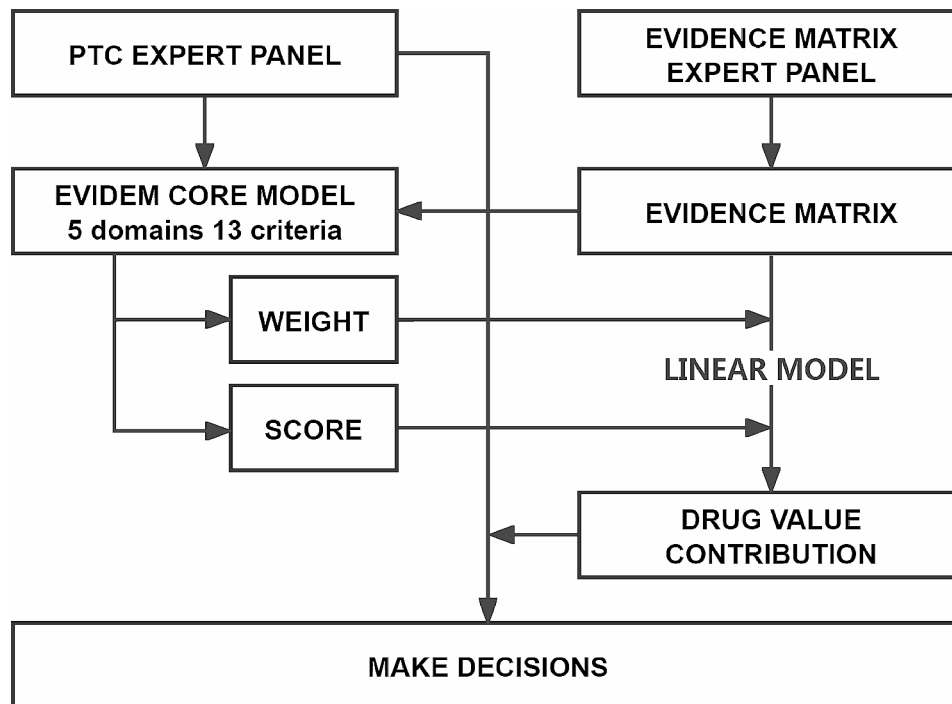 PTC EXPERT PANEL
EVIDENCE MATRIX
EXPERT PANEL
EVIDEM CORE MODEL
5 domains 13 criteria
EVIDENCE MATRIX
WEIGHT
LINEAR MODEL
SCORE
DRUG VALUE
CONTRIBUTION
MAKE DECISIONS